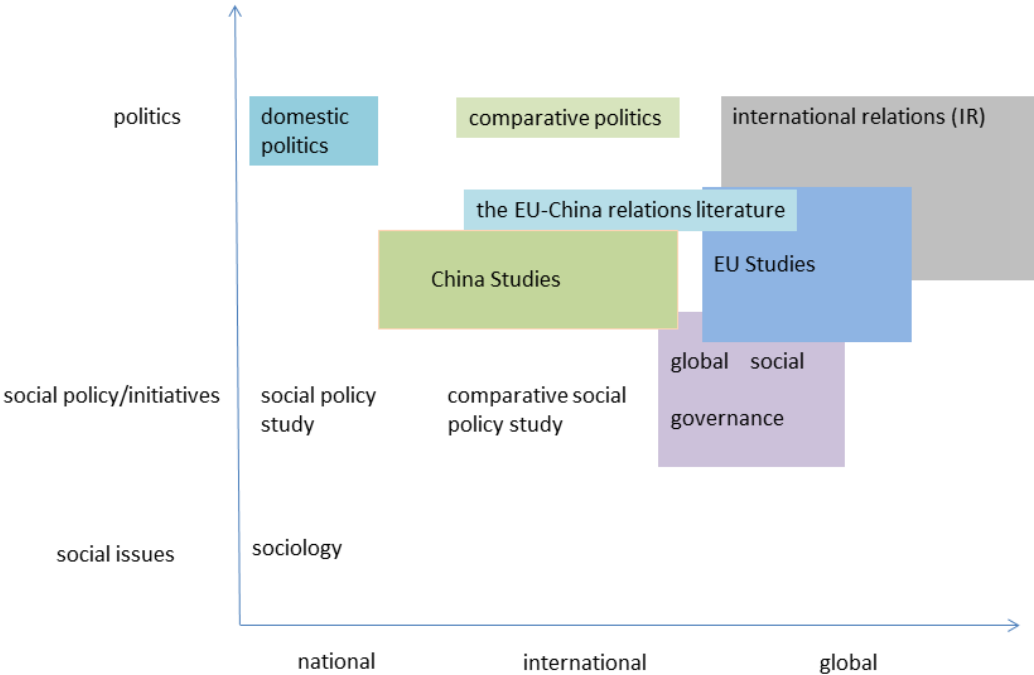 politics
domestic
politics
comparative politics
international relations (IR)
the EU-China relations literature
China Studies
EU Studies
global social
governance
social policy/initiatives
social policy
study
comparative social
policy study
social issues
sociology
national
international
global